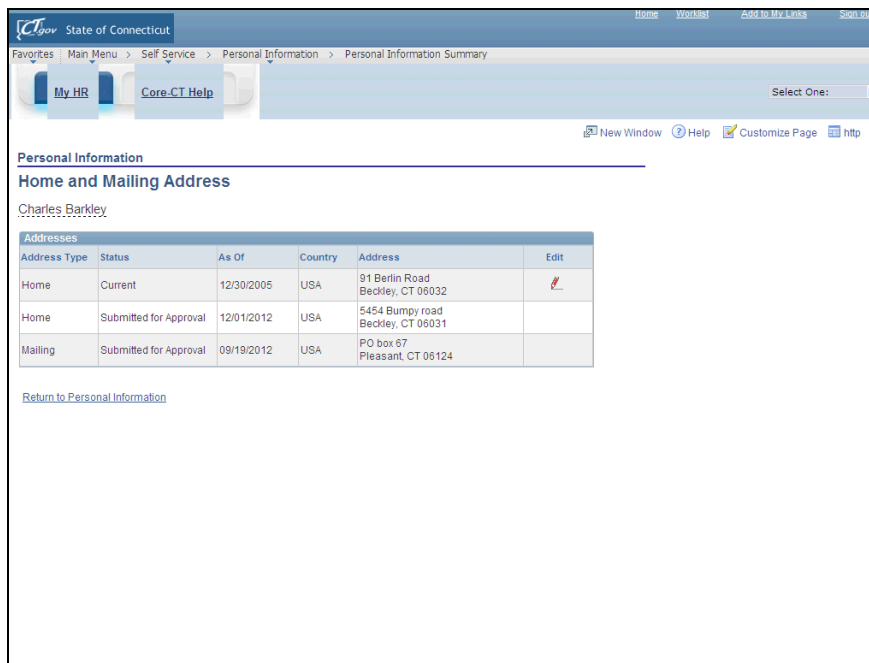 Home Worklist Add to My Links Sign ou
CT.gov State of Connecticut
Favorites Main Menu > Self Service > Personal Information > Personal Information Summary
My HR Core-CT Help
Select One:
New Window Help Customize Page http
Personal Information
Home and Mailing Address
Charles Barkley
Addresses
Address Type Status As Of Country Address Edit
Home Current 12/30/2005 USA 91 Berlin Road
Beckley, CT 06032
Home Submitted for Approval 12/01/2012 USA 5454 Bumpy road
Beckley, CT 06031
Mailing Submitted for Approval 09/19/2012 USA PO box 67
Pleasant, CT 06124
Return to Personal Information